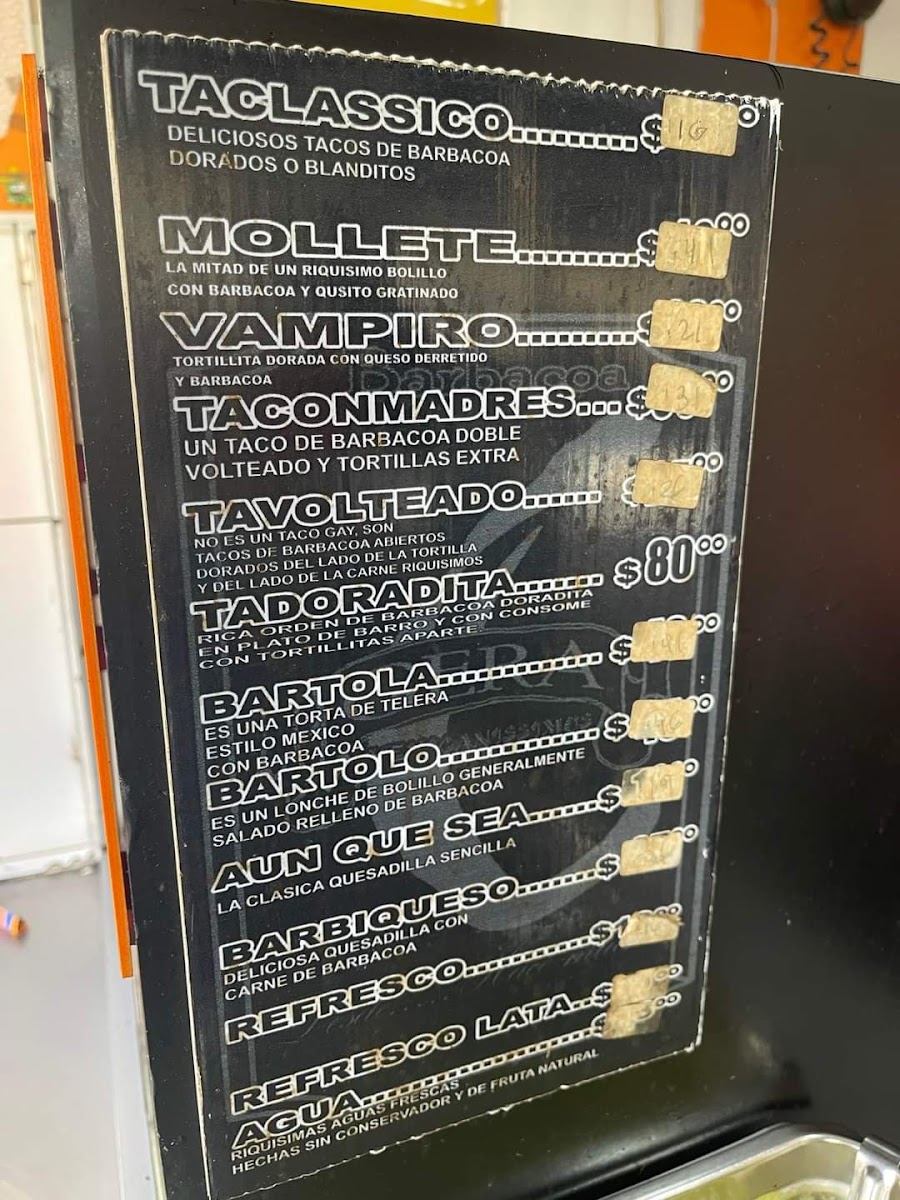 TACLASSICO..........$16
DELICIOSOS TACOS DE BARBACOA
DORADOS O BLANDITOS
MOLLETE..........$
LA MITAD DE UN RIQUISIMO BOLILLO
CON BARBACOA Y QUSITO GRATINADO
VAMPIRO..........$21
TORTILLITA DORADA CON QUESO DERRETIDO
Y BARBACOA
Barbacoa
TACONMADRES...$31
UN TACO DE BARBACOA DOBLE
VOLTEADO Y TORTILLAS EXTRA
TAVOLTEADO....... $
NO ES UN TACO GAY, SON
TACOS DE BARBACOA ABIERTOS
DORADOS DEL LADO DE LA TORTILLA
Y DEL LADO DE LA CARNE RIQUISIMOS
TADORADITA........ $80⁰⁰
RICA ORDEN DE BARBACOA DORADITA
EN PLATO DE BARRO Y CON CONSOME
CON TORTILLITAS APARTE.
BARTOLA.............. $
ES UNA TORTA DE TELERA
ESTILO MEXICO
CON BARBACOA
BARTOLO............. $
ES UN LONCHE DE BOLILLO GENERALMENTE
SALADO RELLENO DE BARBACOA
AUN QUE SEA......$
LA CLASICA QUESADILLA SENCILLA
BARBIQUESO.......$
DELICIOSA QUESADILLA CON
CARNE DE BARBACOA
REFRESCO...........$
REFRESCO LATA..$
AGUA....................$
RIQUISIMAS AGUAS FRESCAS
HECHAS SIN CONSERVADOR Y DE FRUTA NATURAL